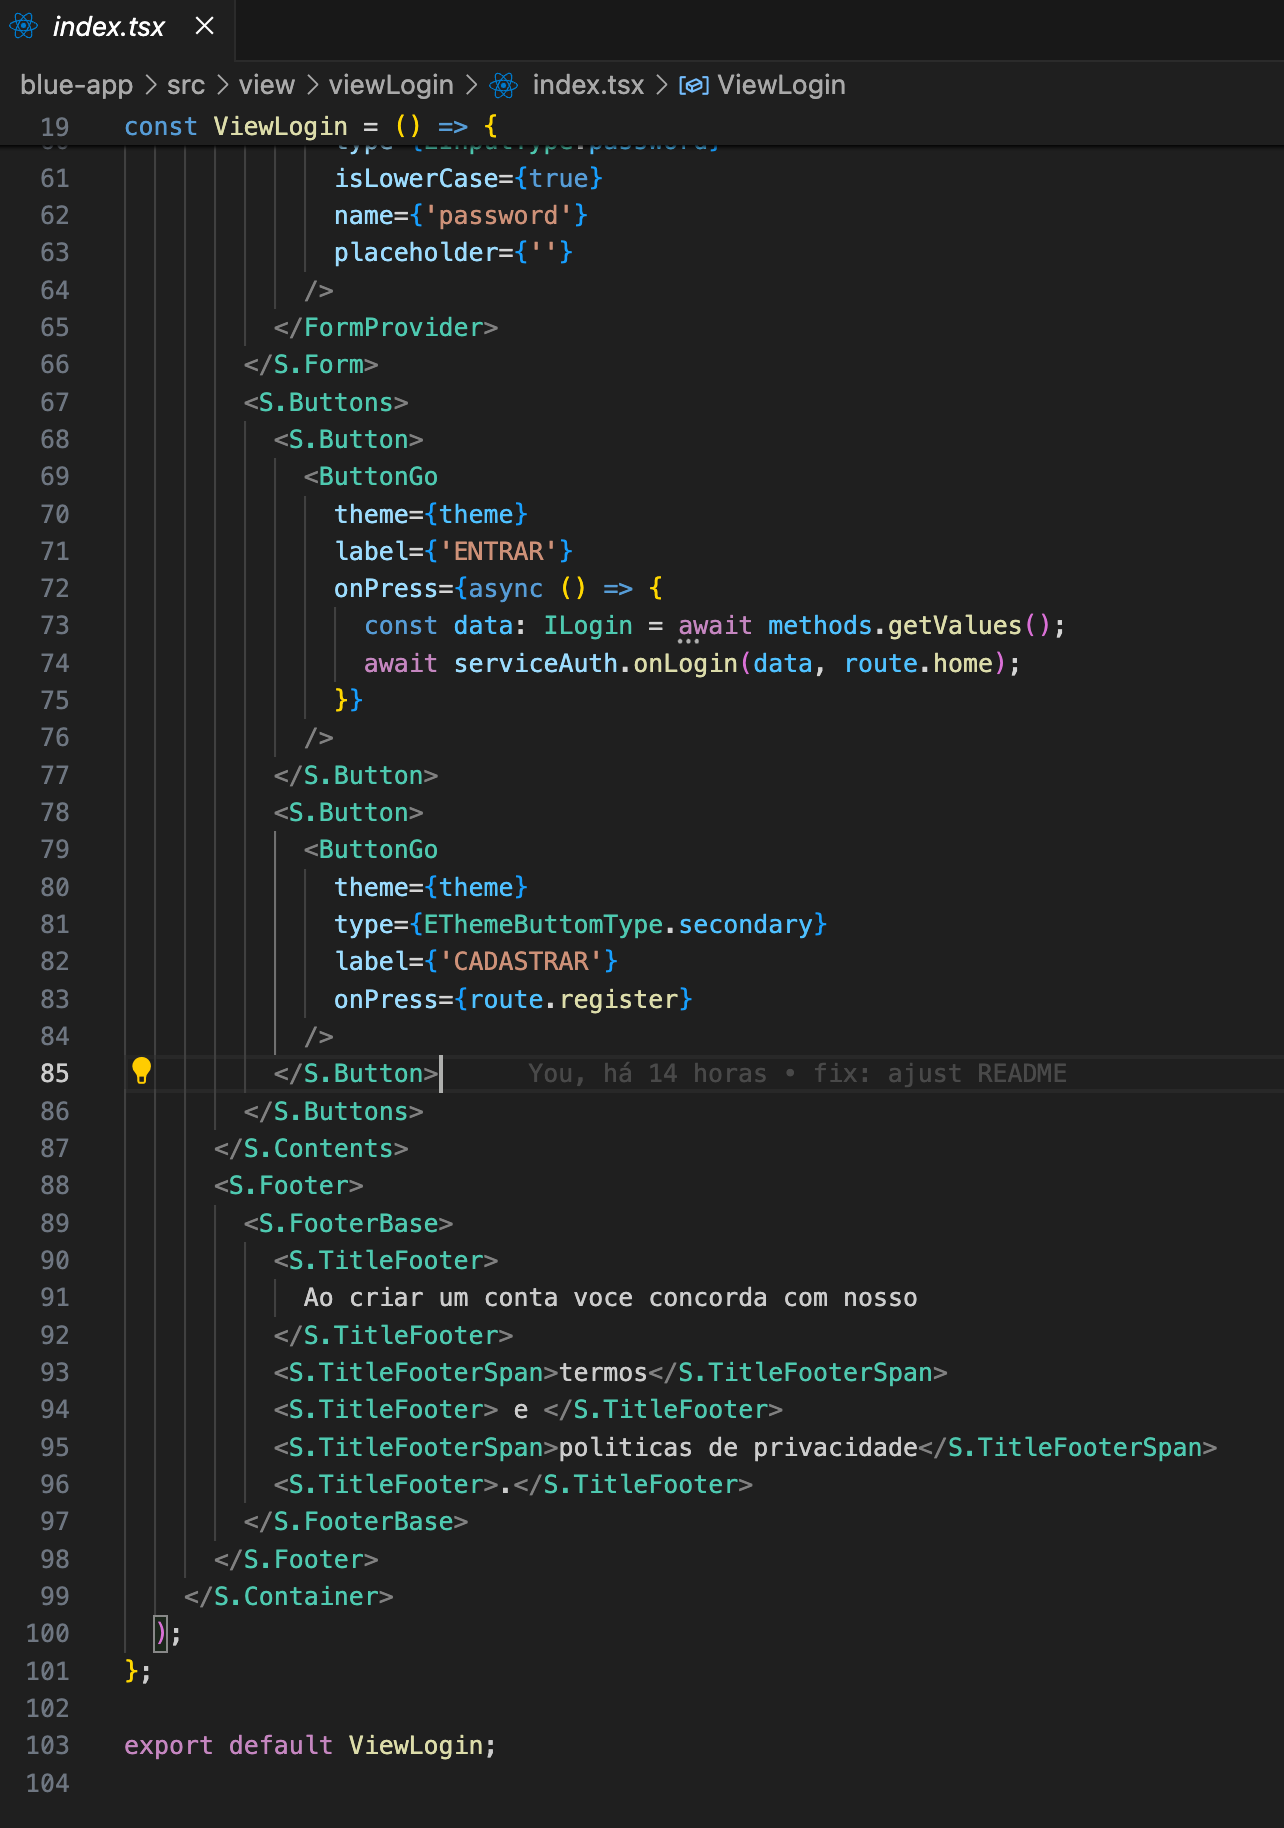 index.tsx
blue-app > src > view > viewLogin > index.tsx > ViewLogin
19 const ViewLogin = () => {
type={EInputType.password}
61 isLowerCase={true}
62 name={'password'}
63 placeholder={''}
64 />
65 </FormProvider>
66 </S.Form>
67 <S.Buttons>
68 <S.Button>
69 <ButtonGo
70 theme={theme}
71 label={'ENTRAR'}
72 onPress={async () => {
73 const data: ILogin = await methods.getValues();
74 await serviceAuth.onLogin(data, route.home);
75 }}
76 />
77 </S.Button>
78 <S.Button>
79 <ButtonGo
80 theme={theme}
81 type={EThemeButtomType.secondary}
82 label={'CADASTRAR'}
83 onPress={route.register}
84 />
85 </S.Button> You, há 14 horas • fix: ajust README
86 </S.Buttons>
87 </S.Contents>
88 <S.Footer>
89 <S.FooterBase>
90 <S.TitleFooter>
91 Ao criar um conta voce concorda com nosso
92 </S.TitleFooter>
93 <S.TitleFooterSpan>termos</S.TitleFooterSpan>
94 <S.TitleFooter> e </S.TitleFooter>
95 <S.TitleFooterSpan>politicas de privacidade</S.TitleFooterSpan>
96 <S.TitleFooter>.</S.TitleFooter>
97 </S.FooterBase>
98 </S.Footer>
99 </S.Container>
100 );
101 };
102
103 export default ViewLogin;
104